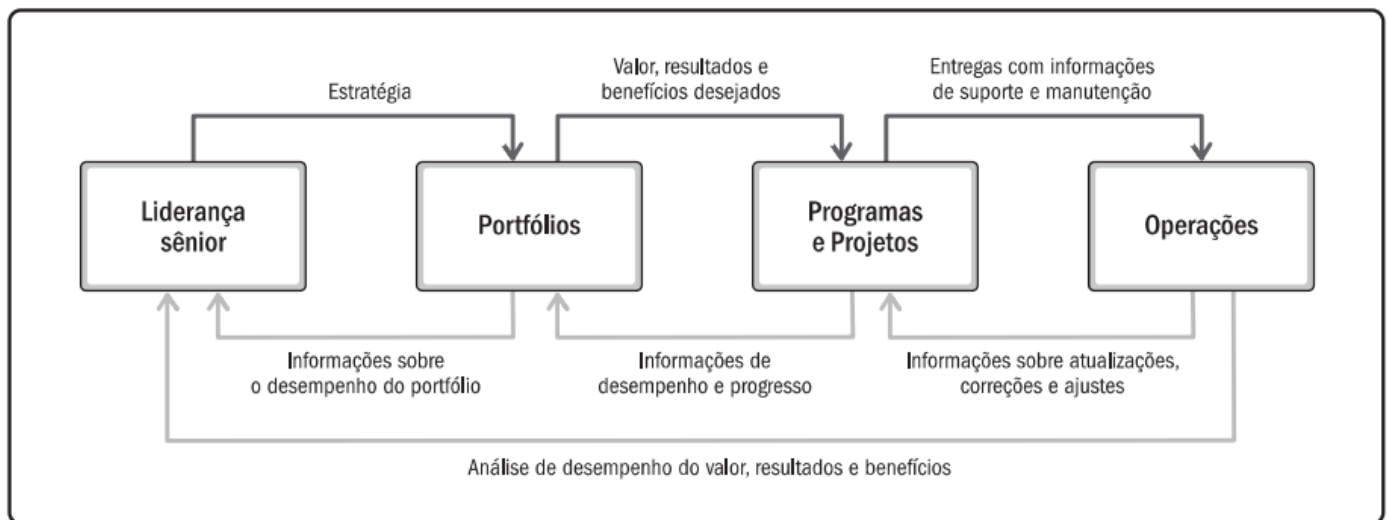 Estratégia
Valor, resultados e
benefícios desejados
Entregas com informações
de suporte e manutenção
Liderança
sênior
Portfólios
Programas
e Projetos
Operações
Informações sobre
o desempenho do portfólio
Informações de
desempenho e progresso
Informações sobre atualizações,
correções e ajustes
Análise de desempenho do valor, resultados e benefícios